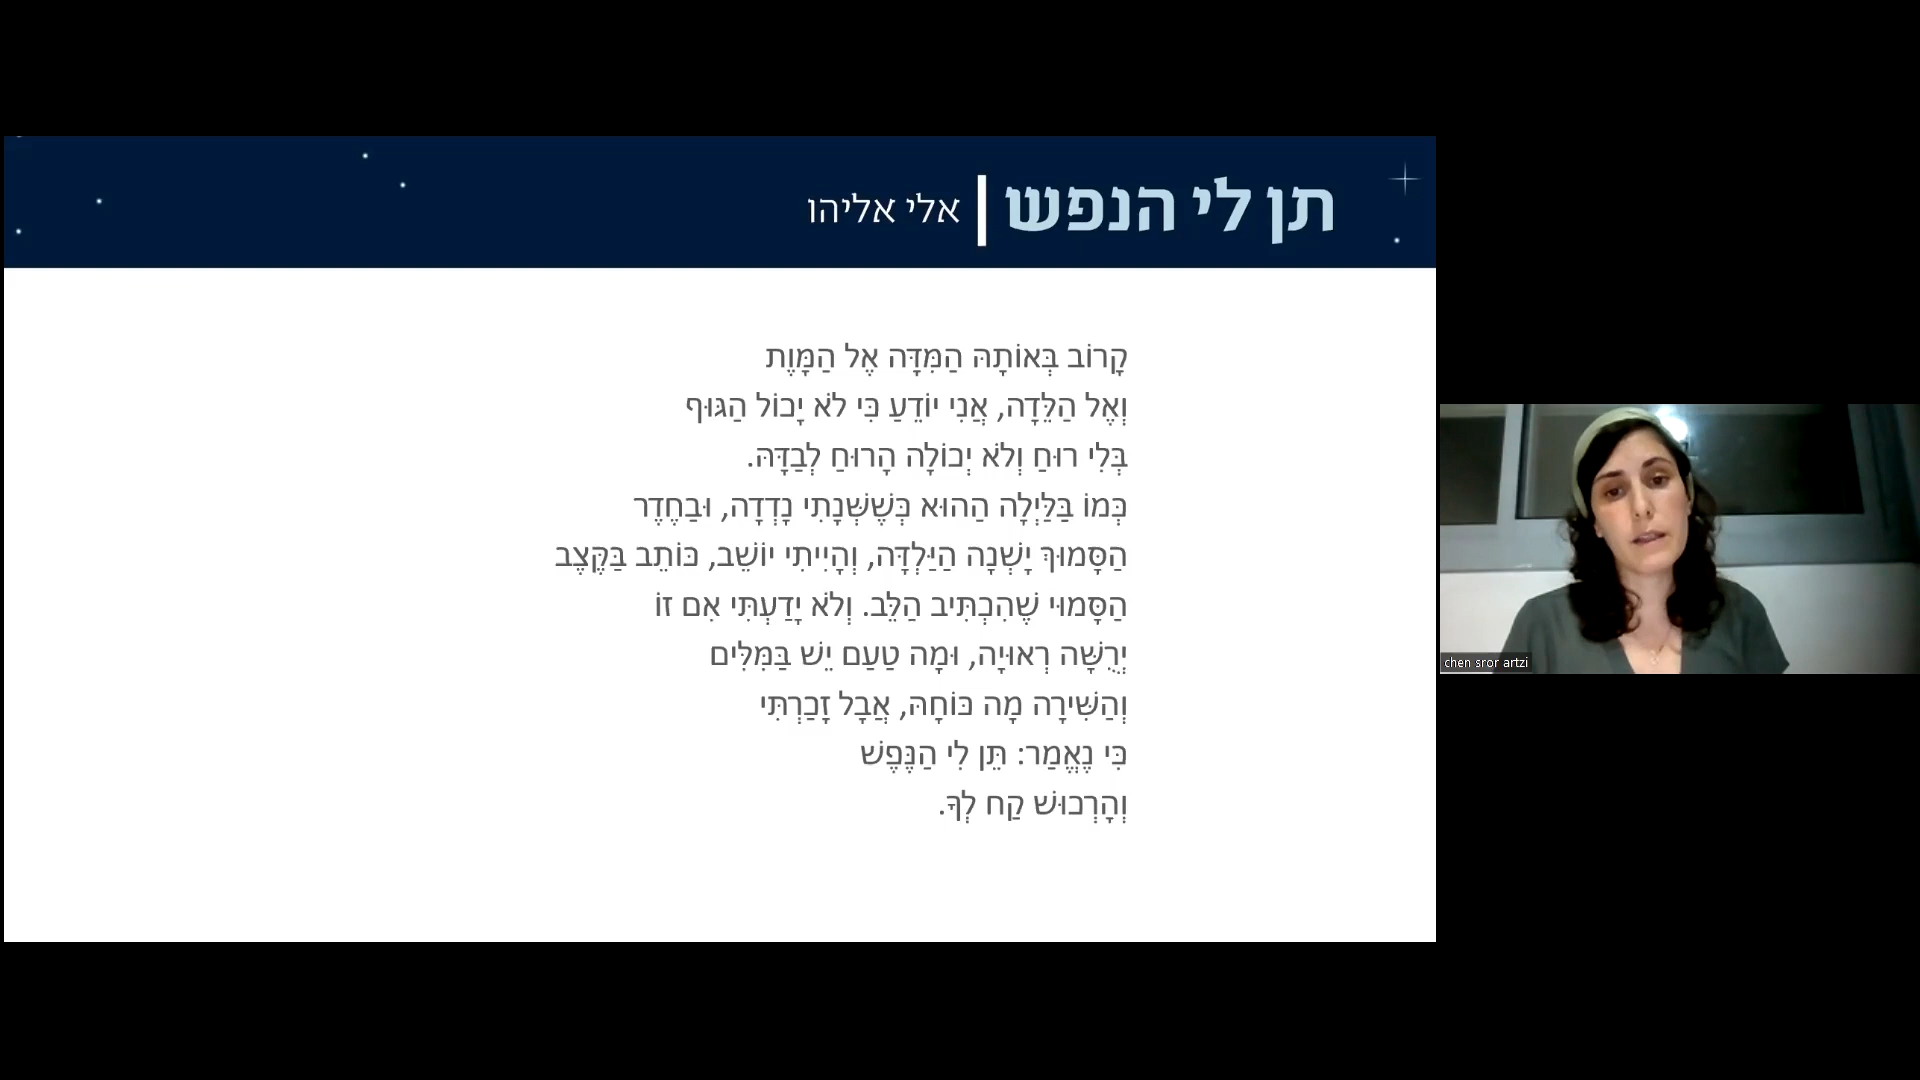 תן לי הנפש | אלי אליהו
קָרוֹב בְּאוֹתָהּ הַמִּדָּה אֶל הַמָּוֶת
וְאֶל הַלֵּדָה, אֲנִי יוֹדֵעַ כִּי לֹא יָכוֹל הַגּוּף
בְּלִי רוּחַ וְלֹא יְכוֹלָה הָרוּחַ לְבַדָּהּ.
כְּמוֹ בַּלַּיְלָה הַהוּא כְּשֶׁשְּׁנָתִי נָדְדָה, וּבַחֶדֶר
הַסָּמוּךְ יָשְׁנָה הַיַּלְדָּה, וְהָיִיתִי יוֹשֵׁב, כּוֹתֵב בַּקֶּצֶב
הַסָּמוּי שֶׁהִכְתִּיב הַלֵּב. וְלֹא יָדַעְתִּי אִם זוֹ
יְרֻשָּׁה רְאוּיָה, וּמָה טַעַם יֵשׁ בַּמִּלִּים
וְהַשִּׁירָה מָה כּוֹחָהּ, אֲבָל זָכַרְתִּי
כִּי נֶאֱמַר: תֵּן לִי הַנֶּפֶשׁ
וְהָרְכוּשׁ קַח לְךָ.
chen sror artzi